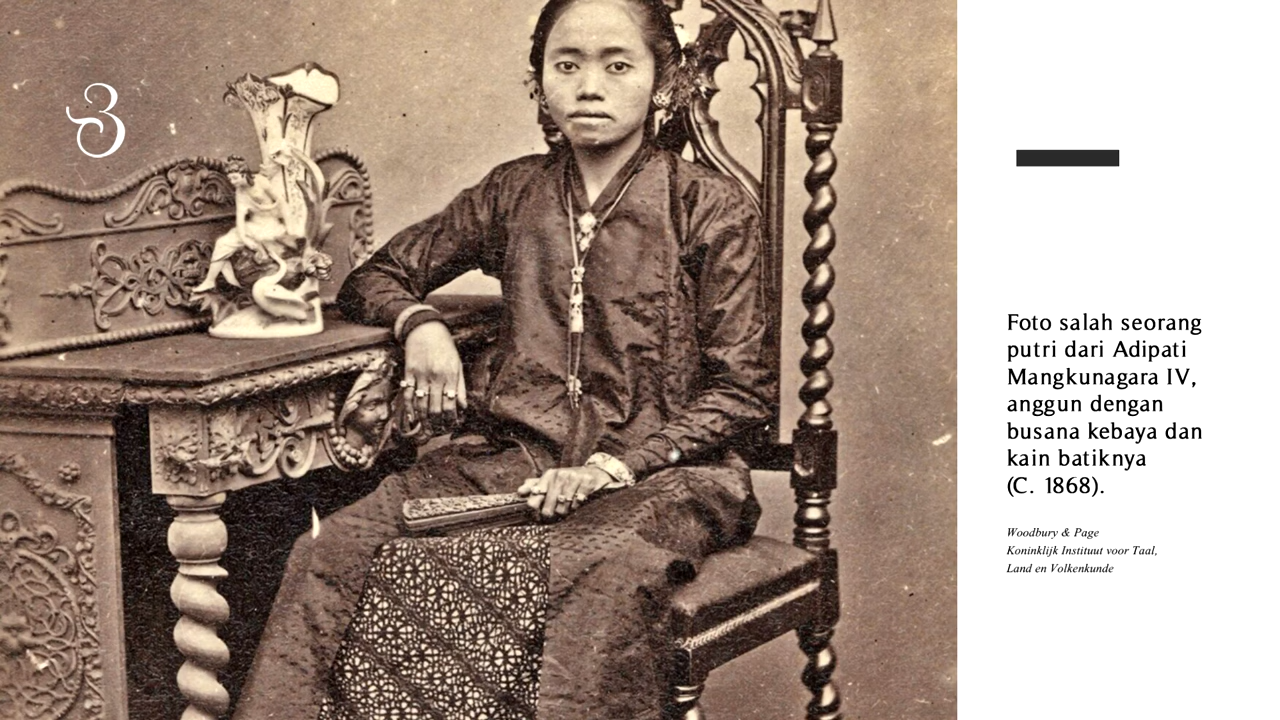 3
Foto salah seorang
putri dari Adipati
Mangkunagara IV,
anggun dengan
busana kebaya dan
kain batiknya
(C. 1868).
Woodbury & Page
Koninklijk Instituut voor Taal,
Land en Volkenkunde